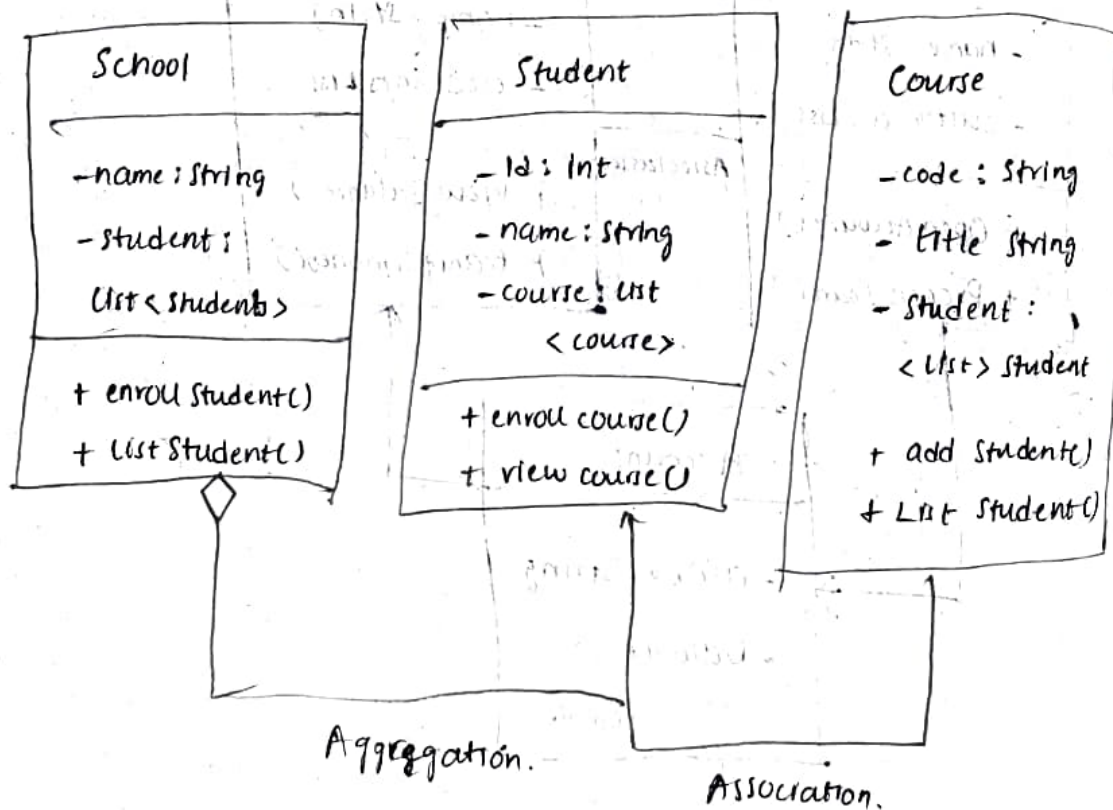 School
-name : String
-student :
List<students>
+ enroll student()
+ List Student()
Student
- Id : Int
- name : String
- course : List
<course>
+ enroll course()
+ view course()
Course
- code : String
- title String
- student :
<List> student
+ add student()
+ List student()
Aggregation.
Association.